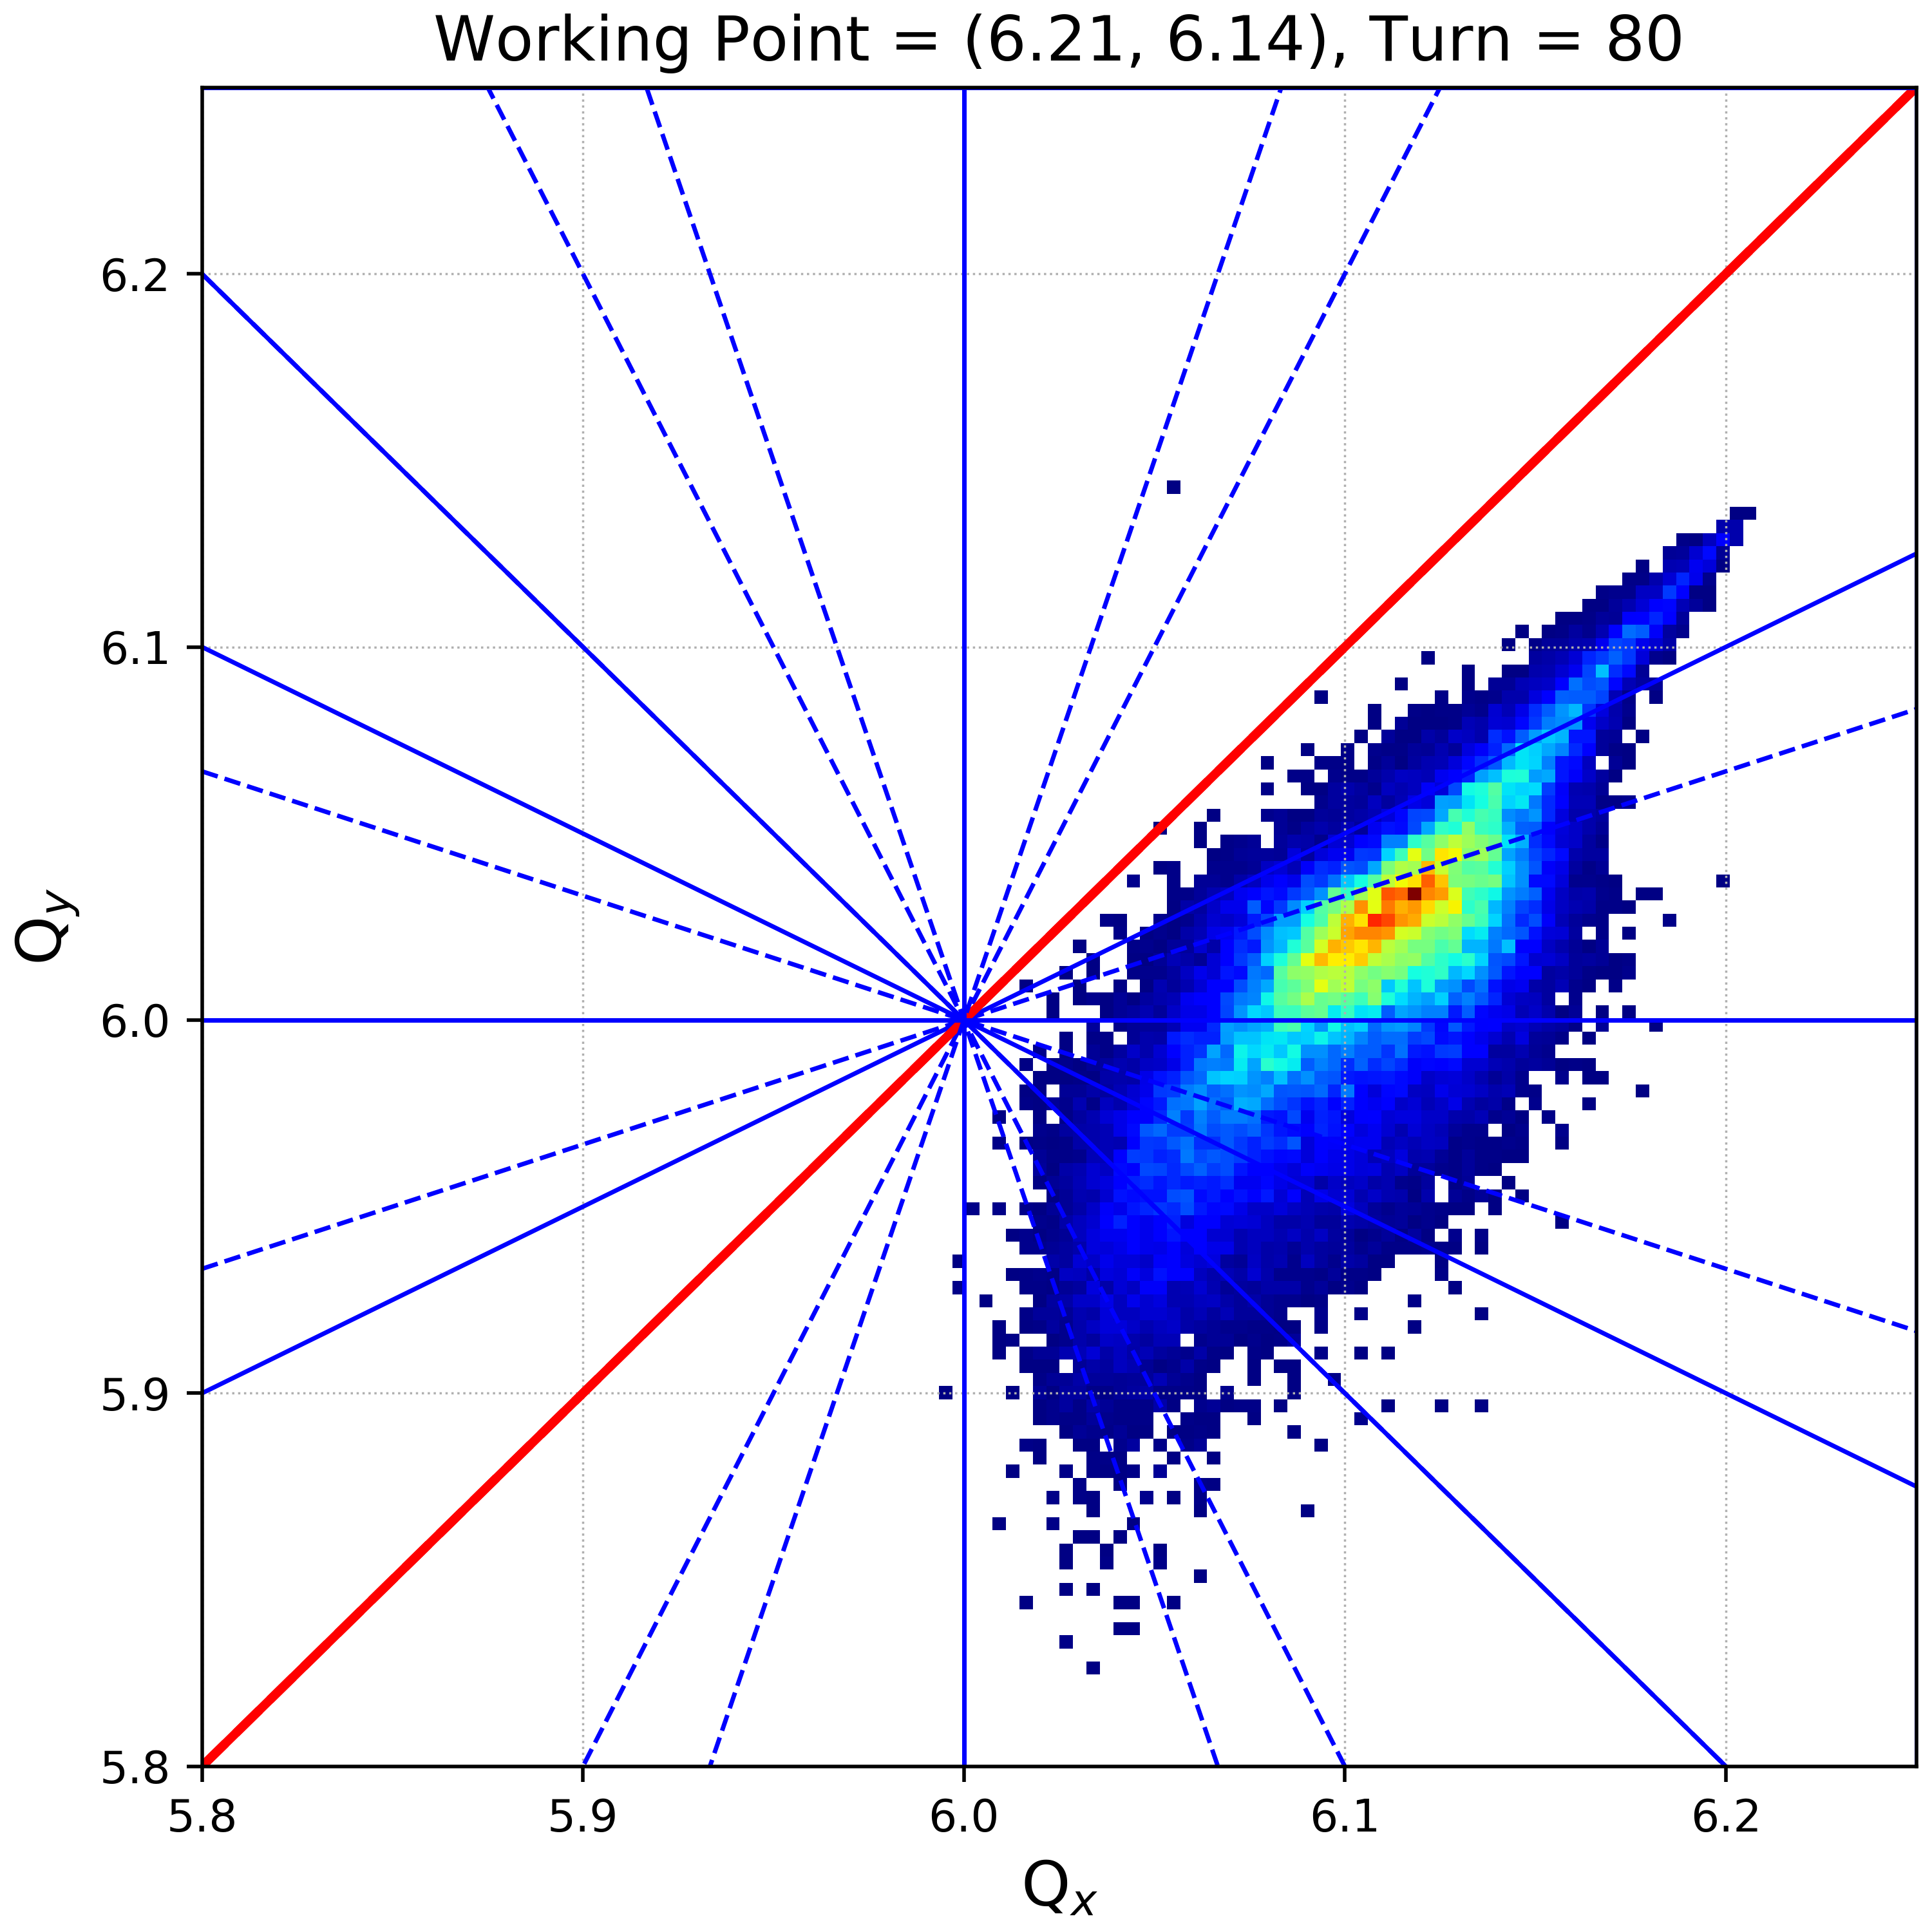 Working Point = (6.21, 6.14), Turn = 80
6.2
6.1
6.0
5.9
5.8
Qy
5.8 5.9 6.0 6.1 6.2
Qx